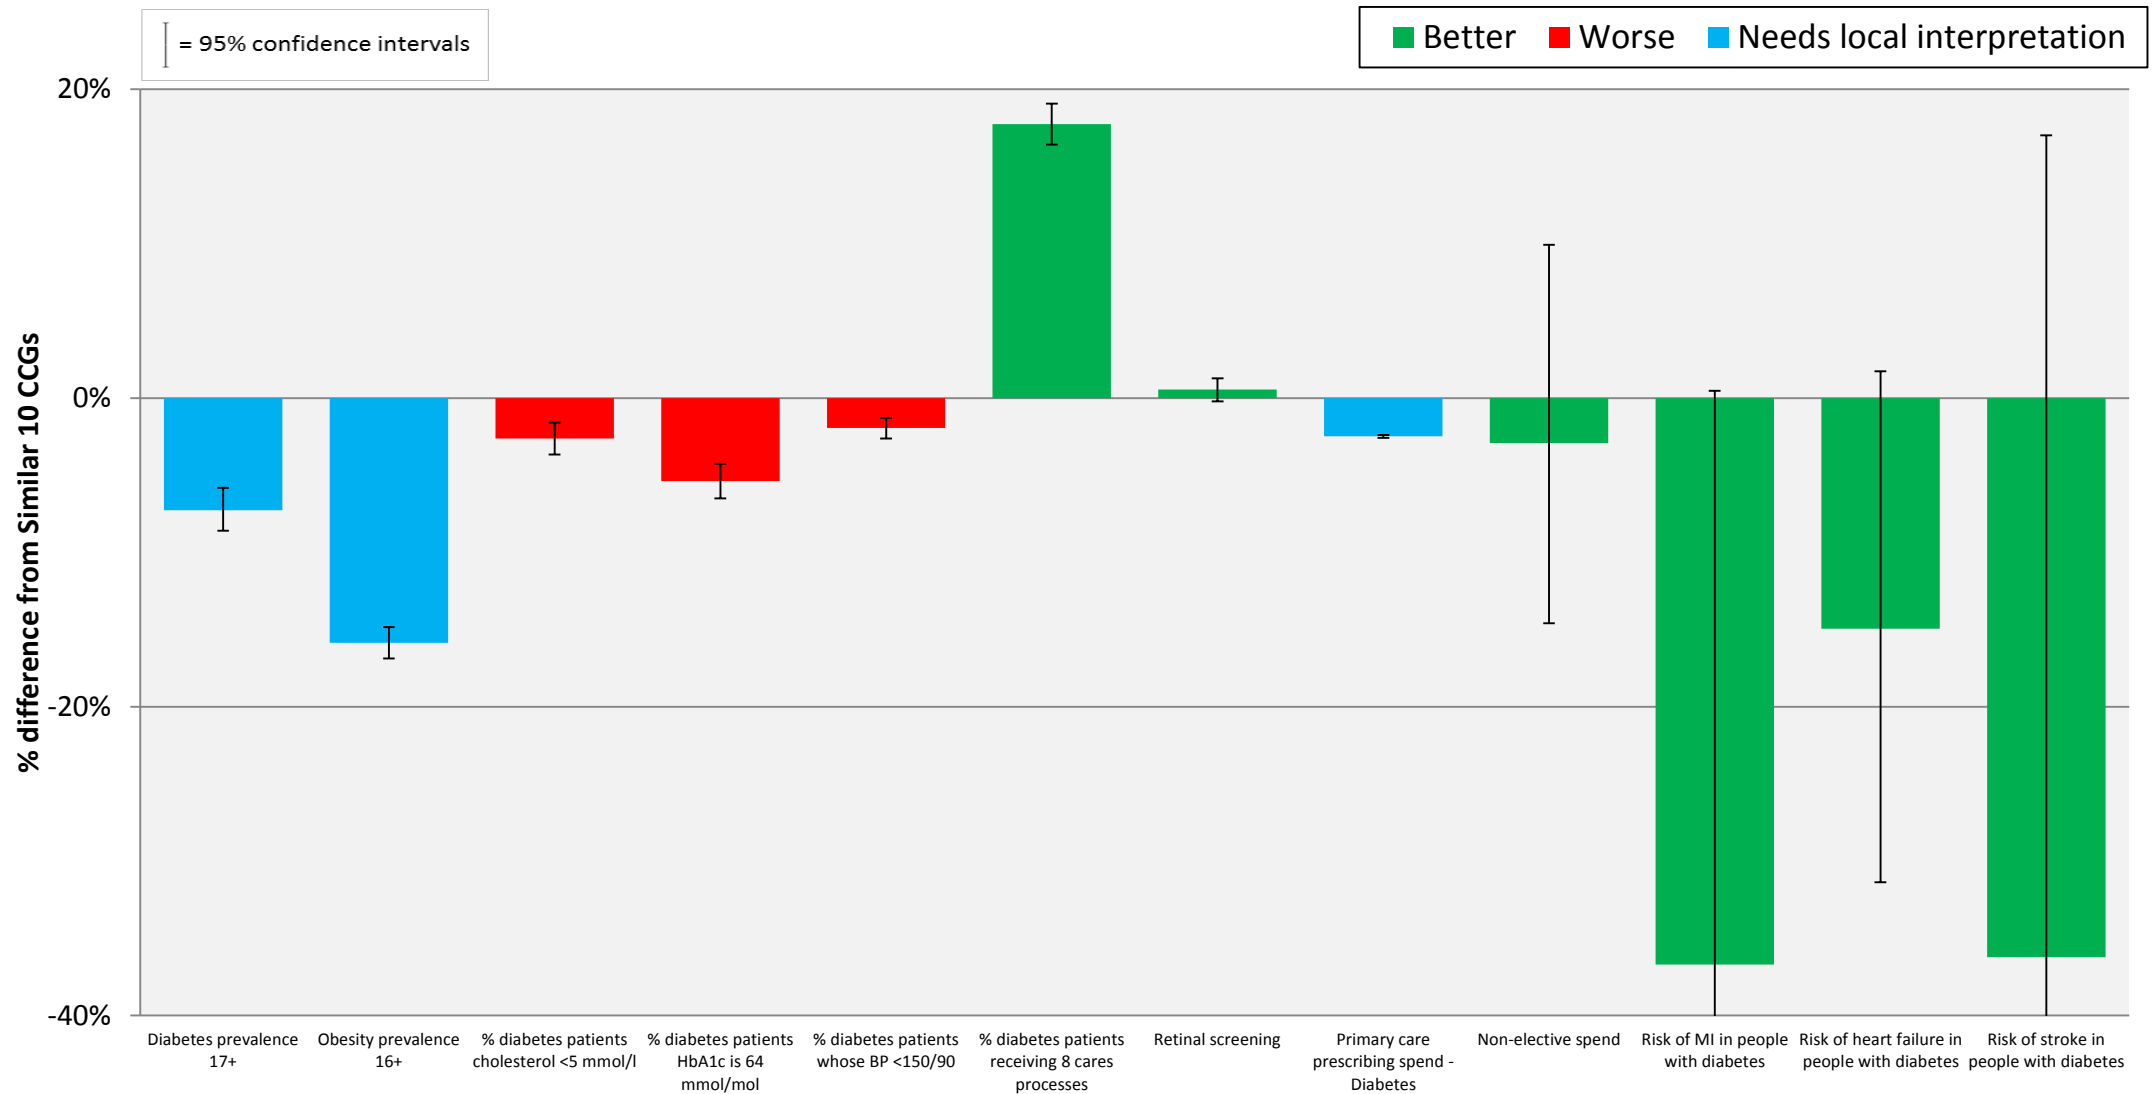 = 95% confidence intervals
Better
Worse
Needs local interpretation
% difference from Similar 10 CCGs
20%
0%
-20%
-40%
Diabetes prevalence
17+
Obesity prevalence
16+
% diabetes patients
cholesterol <5 mmol/l
% diabetes patients
HbA1c is 64
mmol/mol
% diabetes patients
whose BP <150/90
% diabetes patients
receiving 8 cares
processes
Retinal screening
Primary care
prescribing spend -
Diabetes
Non-elective spend
Risk of MI in people
with diabetes
Risk of heart failure in
people with diabetes
Risk of stroke in
people with diabetes